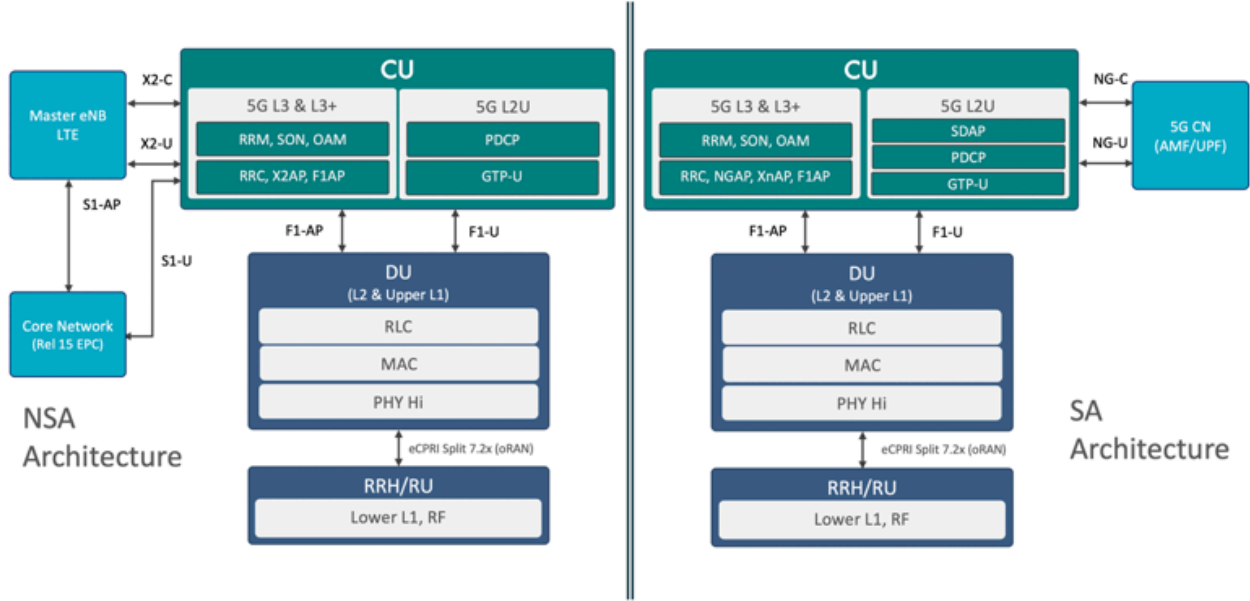 CU
X2-C
Master eNB
LTE
X2-U
5G L3 & L3+
RRM, SON, OAM
RRC, X2AP, F1AP
5G L2U
PDCP
GTP-U
S1-AP
S1-U
Core Network
(Rel 15 EPC)
F1-AP
F1-U
DU
(L2 & Upper L1)
RLC
MAC
PHY Hi
NSA
Architecture
eCPRI Split 7.2x (oRAN)
RRH/RU
Lower L1, RF
CU
5G L3 & L3+
RRM, SON, OAM
RRC, NGAP, XnAP, F1AP
5G L2U
SDAP
PDCP
GTP-U
NG-C
NG-U
5G CN
(AMF/UPF)
F1-AP
F1-U
DU
(L2 & Upper L1)
RLC
MAC
PHY Hi
SA
Architecture
eCPRI Split 7.2x (oRAN)
RRH/RU
Lower L1, RF